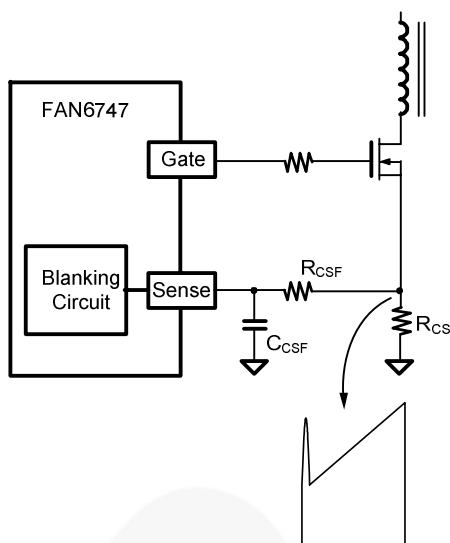 FAN6747
Gate
Blanking
Circuit
Sense
RCSF
CCSF
RCS